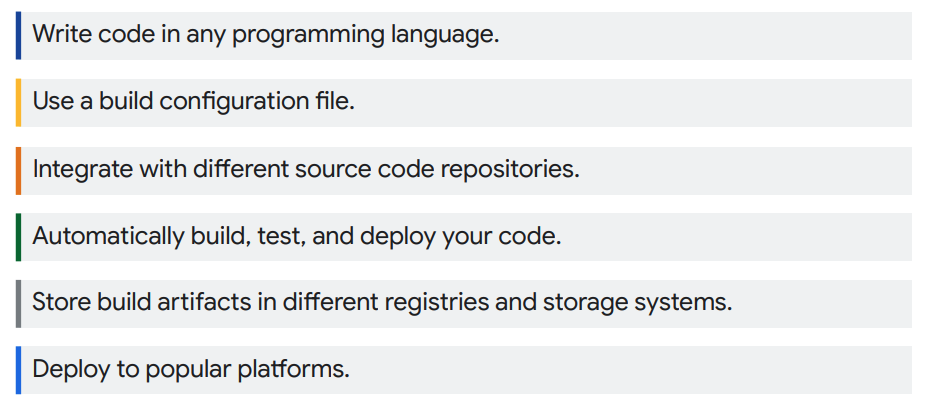 Write code in any programming language.
Use a build configuration file.
Integrate with different source code repositories.
Automatically build, test, and deploy your code.
Store build artifacts in different registries and storage systems.
Deploy to popular platforms.